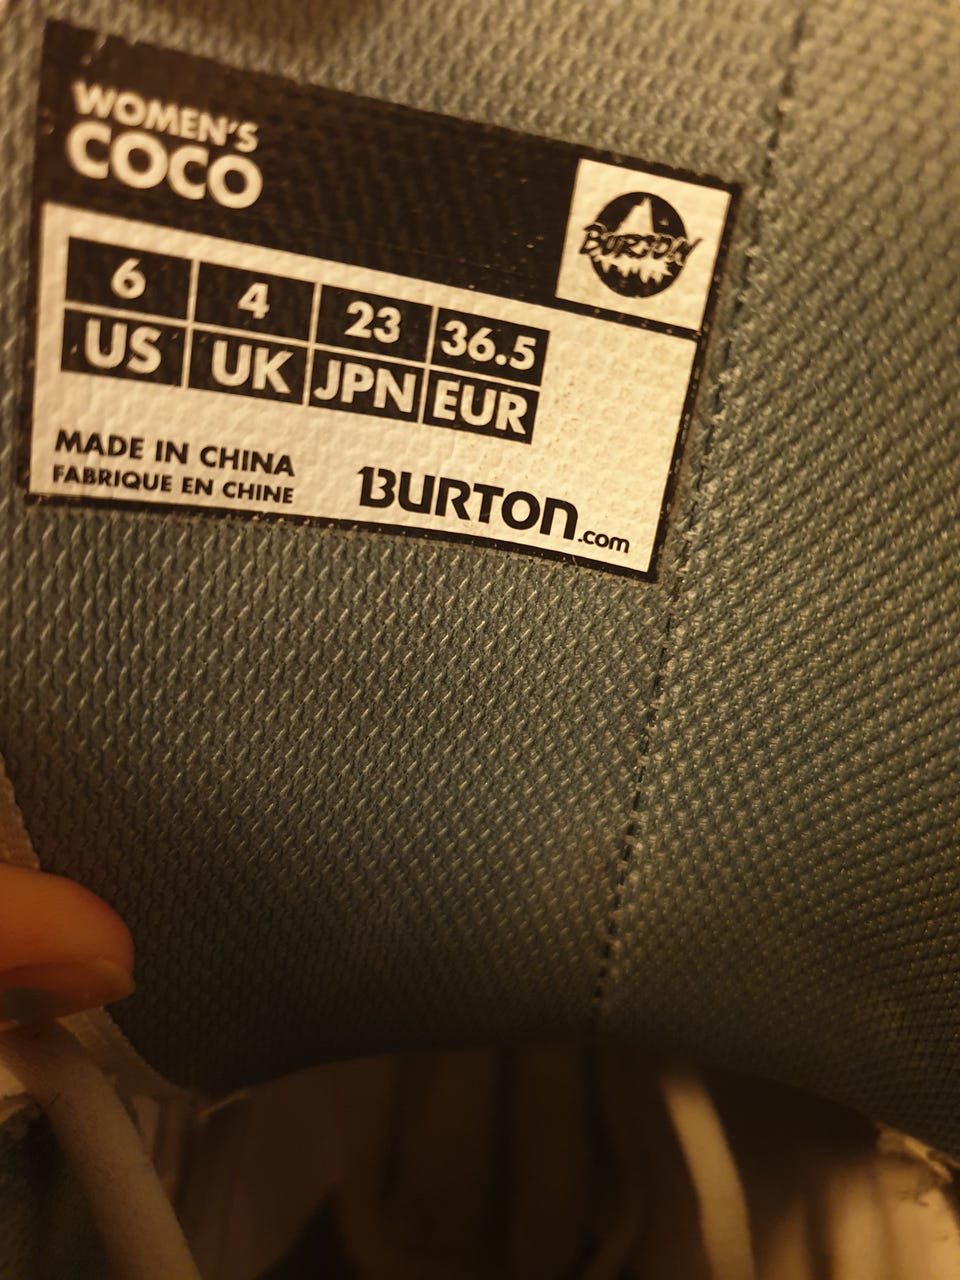 WOMEN'S
COCO
BURTON
6 4 23 36.5
US UK JPN EUR
MADE IN CHINA
FABRIQUE EN CHINE
BURTON.com